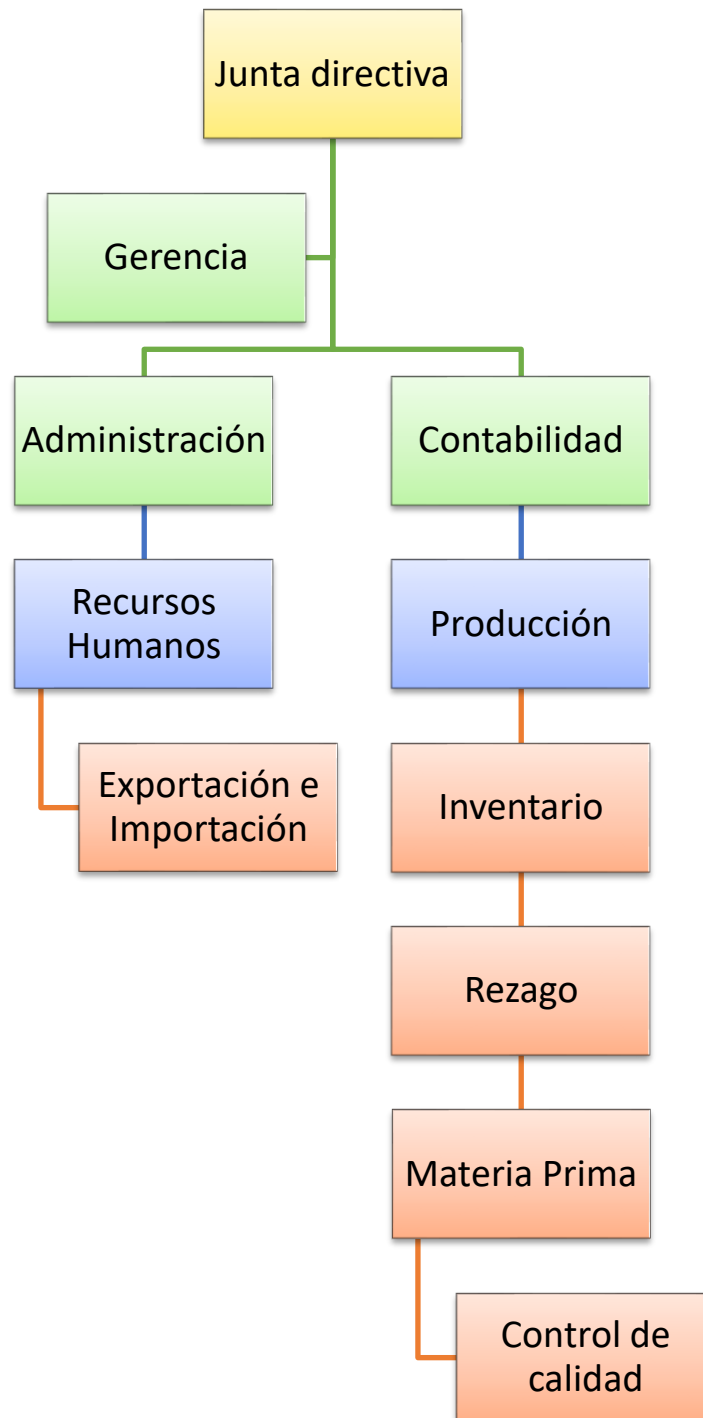 Junta directiva
Gerencia
Administración
Contabilidad
Recursos
Humanos
Producción
Exportación e
Importación
Inventario
Rezago
Materia Prima
Control de
calidad